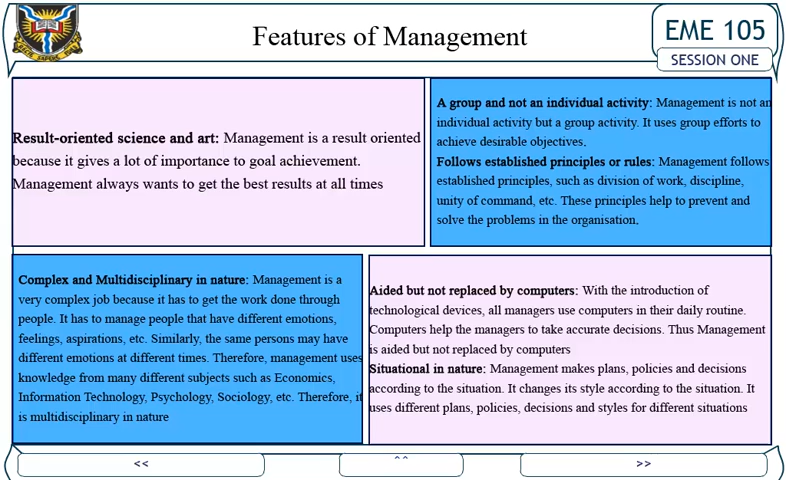 Features of Management
EME 105
SESSION ONE
Result-oriented science and art: Management is a result oriented
because it gives a lot of importance to goal achievement.
Management always wants to get the best results at all times
A group and not an individual activity: Management is not an
individual activity but a group activity. It uses group efforts to
achieve desirable objectives.
Follows established principles or rules: Management follows
established principles, such as division of work, discipline,
unity of command, etc. These principles help to prevent and
solve the problems in the organisation.
Complex and Multidisciplinary in nature: Management is a
very complex job because it has to get the work done through
people. It has to manage people that have different emotions,
feelings, aspirations, etc. Similarly, the same persons may have
different emotions at different times. Therefore, management uses
knowledge from many different subjects such as Economics,
Information Technology, Psychology, Sociology, etc. Therefore, it
is multidisciplinary in nature
Aided but not replaced by computers: With the introduction of
technological devices, all managers use computers in their daily routine.
Computers help the managers to take accurate decisions. Thus Management
is aided but not replaced by computers
Situational in nature: Management makes plans, policies and decisions
according to the situation. It changes its style according to the situation. It
uses different plans, policies, decisions and styles for different situations
<<
^^
>>